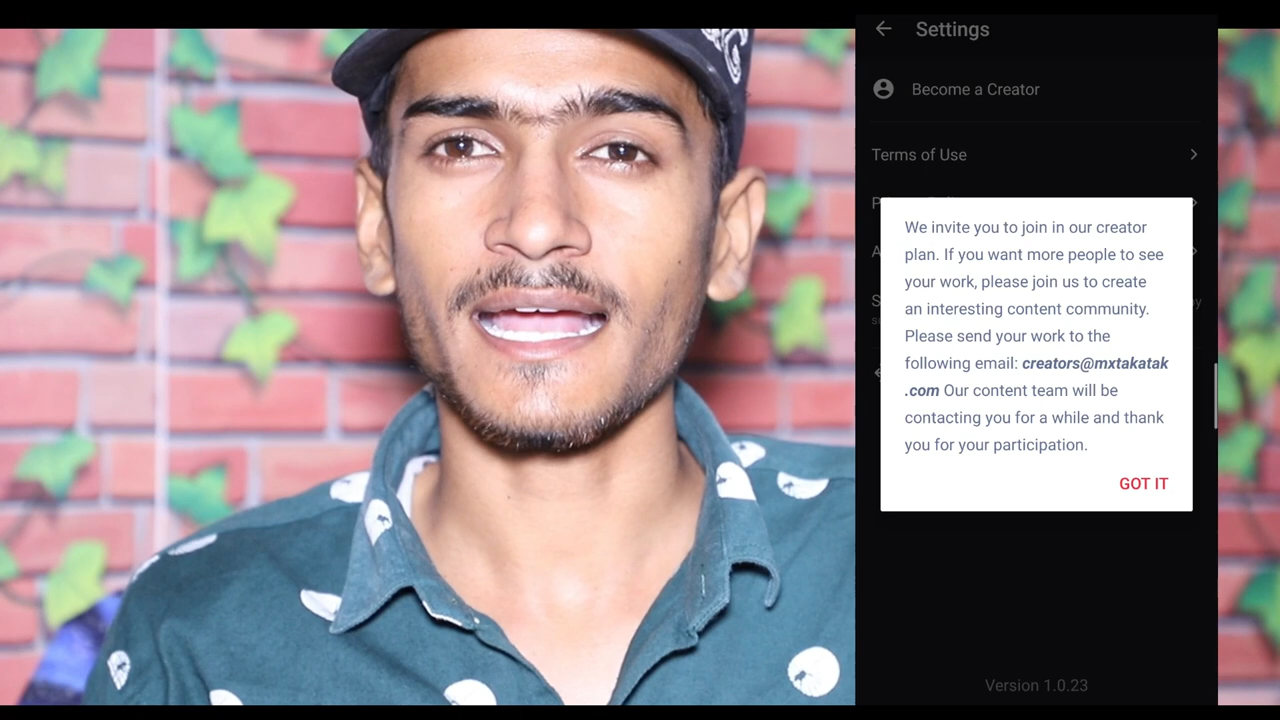 Settings
Become a Creator
Terms of Use
We invite you to join in our creator
plan. If you want more people to see
your work, please join us to create
an interesting content community.
Please send your work to the
following email: creators@mxtakatak
.com Our content team will be
contacting you for a while and thank
you for your participation.
GOT IT
Version 1.0.23